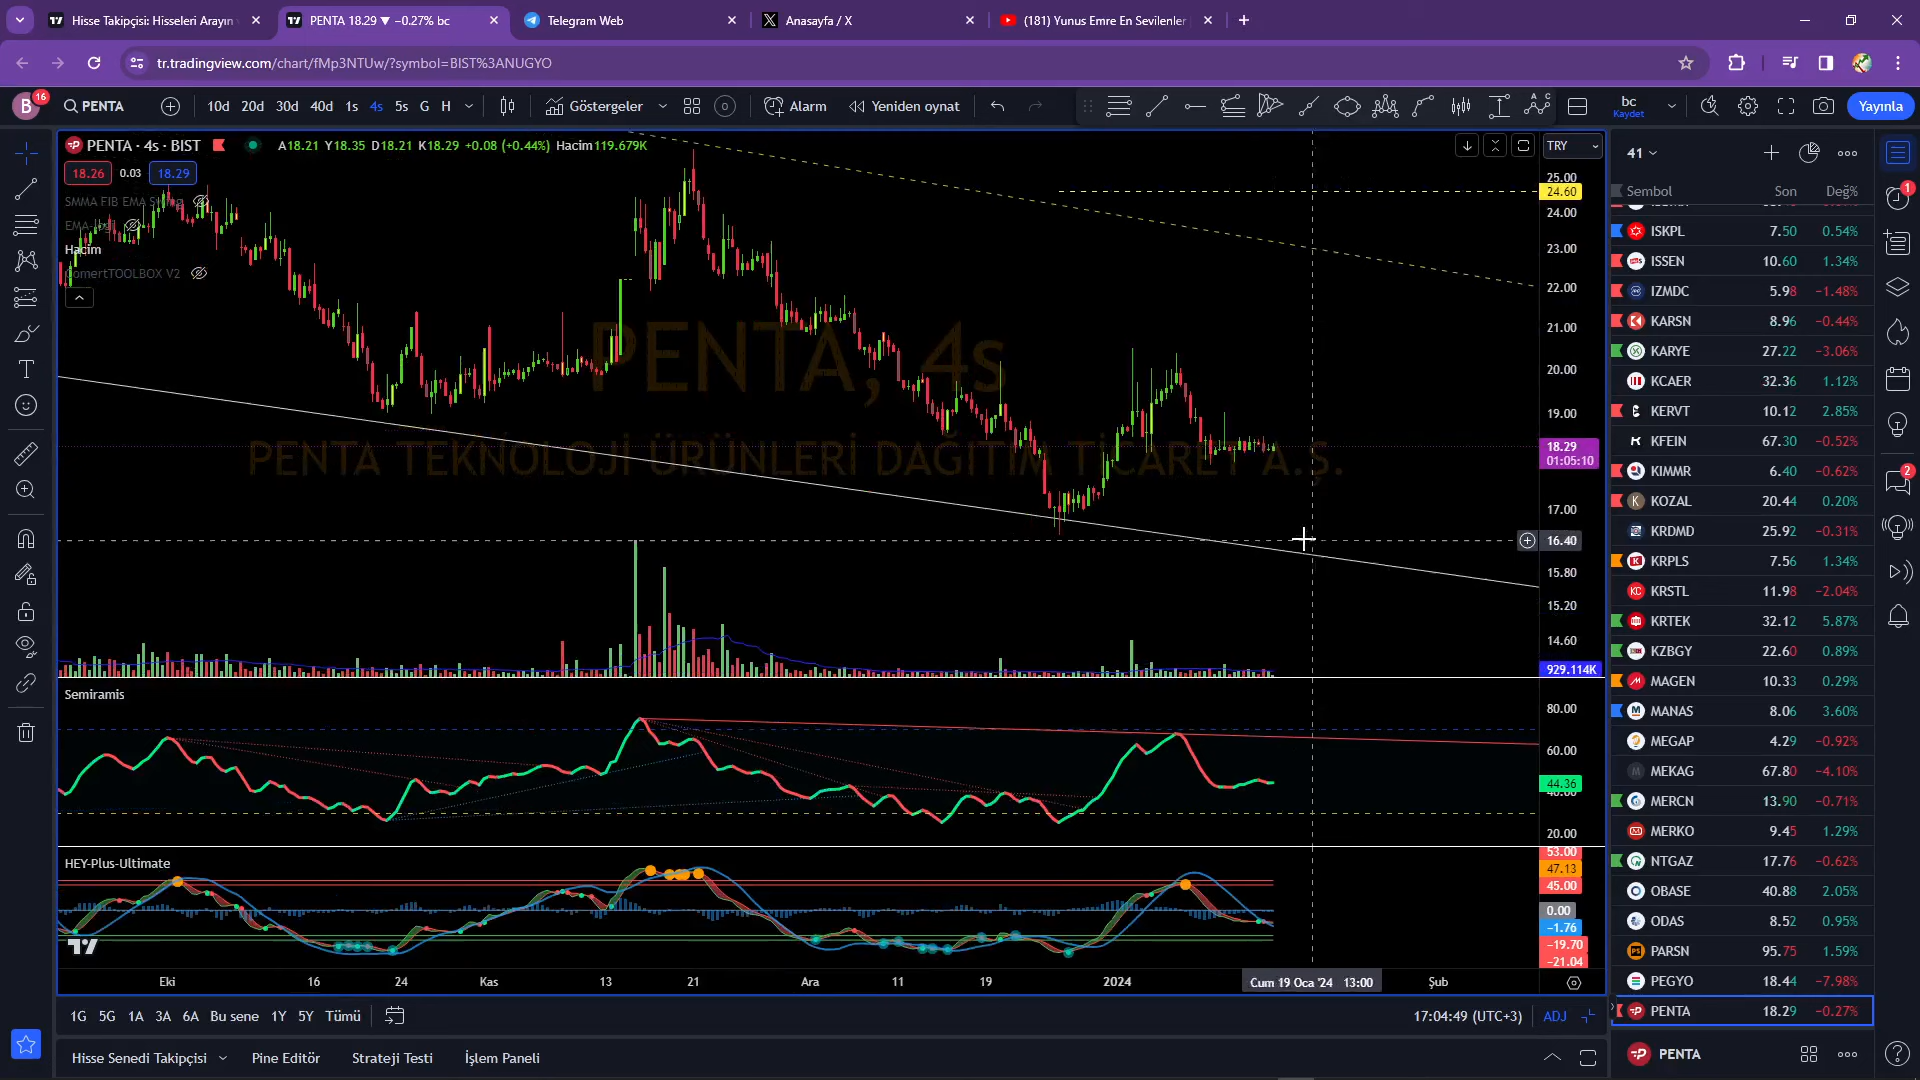 Hisse Takipçisi: Hisseleri Arayın
PENTA 18.29 ▼ −0.27% bc
Telegram Web
Anasayfa / X
(181) Yunus Emre En Sevilenler
tr.tradingview.com/chart/fMp3NTUw/?symbol=BIST%3ANUGYO
B 16
PENTA
10d 20d 30d 40d 1s 4s 5s G H
Göstergeler
Alarm
Yeniden oynat
bc
Kaydet
Yayınla
PENTA · 4s · BIST
A18.21 Y18.35 D18.21 K18.29 +0.08 (+0.44%) Hacim119.679K
18.26 0.03 18.29
SMMA FIB EMA
Hacim
PENTA, 4s
PENTA TEKNOLOJİ ÜRÜNLERİ DAĞITIM TİCARET A.Ş.
TRY
25.00
24.60
24.00
23.00
22.00
21.00
20.00
19.00
18.29
01:05:10
17.00
16.40
15.80
15.20
14.60
929.114K
Semiramis
80.00
60.00
44.36
40.00
20.00
HEY-Plus-Ultimate
53.00
47.13
45.00
0.00
−1.76
−19.70
−21.04
Eki 16 24 Kas 13 21 Ara 11 19 2024 Cum 19 Oca '24 13:00 Şub
1G 5G 1A 3A 6A Bu sene 1Y 5Y Tümü
17:04:49 (UTC+3) ADJ
Hisse Senedi Takipçisi Pine Editör Strateji Testi İşlem Paneli
41
Sembol Son Değ%
ISKPL 7.50 0.54%
ISSEN 10.60 1.34%
IZMDC 5.98 −1.48%
KARSN 8.96 −0.44%
KARYE 27.22 −3.06%
KCAER 32.36 1.12%
KERVT 10.12 2.85%
KFEIN 67.30 −0.52%
KIMMR 6.40 −0.62%
KOZAL 20.44 0.20%
KRDMD 25.92 −0.31%
KRPLS 7.56 1.34%
KRSTL 11.98 −2.04%
KRTEK 32.12 5.87%
KZBGY 22.60 0.89%
MAGEN 10.33 0.29%
MANAS 8.06 3.60%
MEGAP 4.29 −0.92%
MEKAG 67.80 −4.10%
MERCN 13.90 −0.71%
MERKO 9.45 1.29%
NTGAZ 17.76 −0.62%
OBASE 40.88 2.05%
ODAS 8.52 0.95%
PARSN 95.75 1.59%
PEGYO 18.44 −7.98%
PENTA 18.29 −0.27%
PENTA
1
2